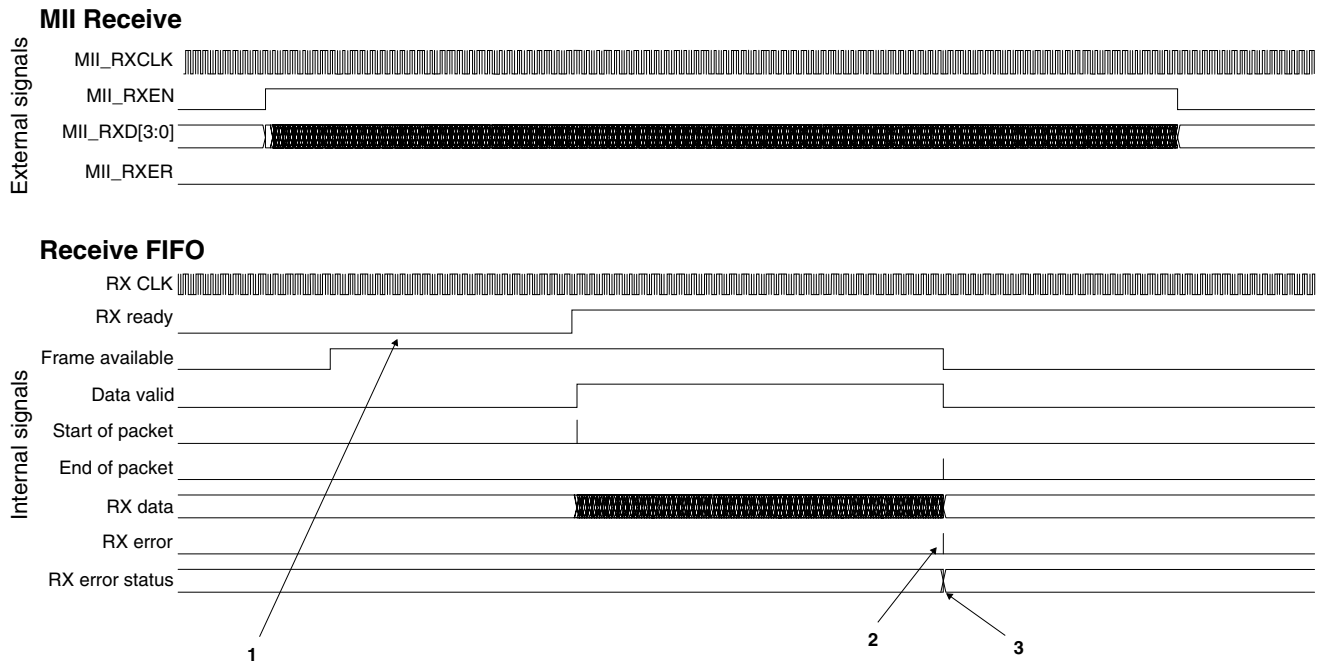 MII Receive
External signals
MII_RXCLK
MII_RXEN
MII_RXD[3:0]
MII_RXER
Receive FIFO
Internal signals
RX CLK
RX ready
Frame available
Data valid
Start of packet
End of packet
RX data
RX error
RX error status
1
2
3